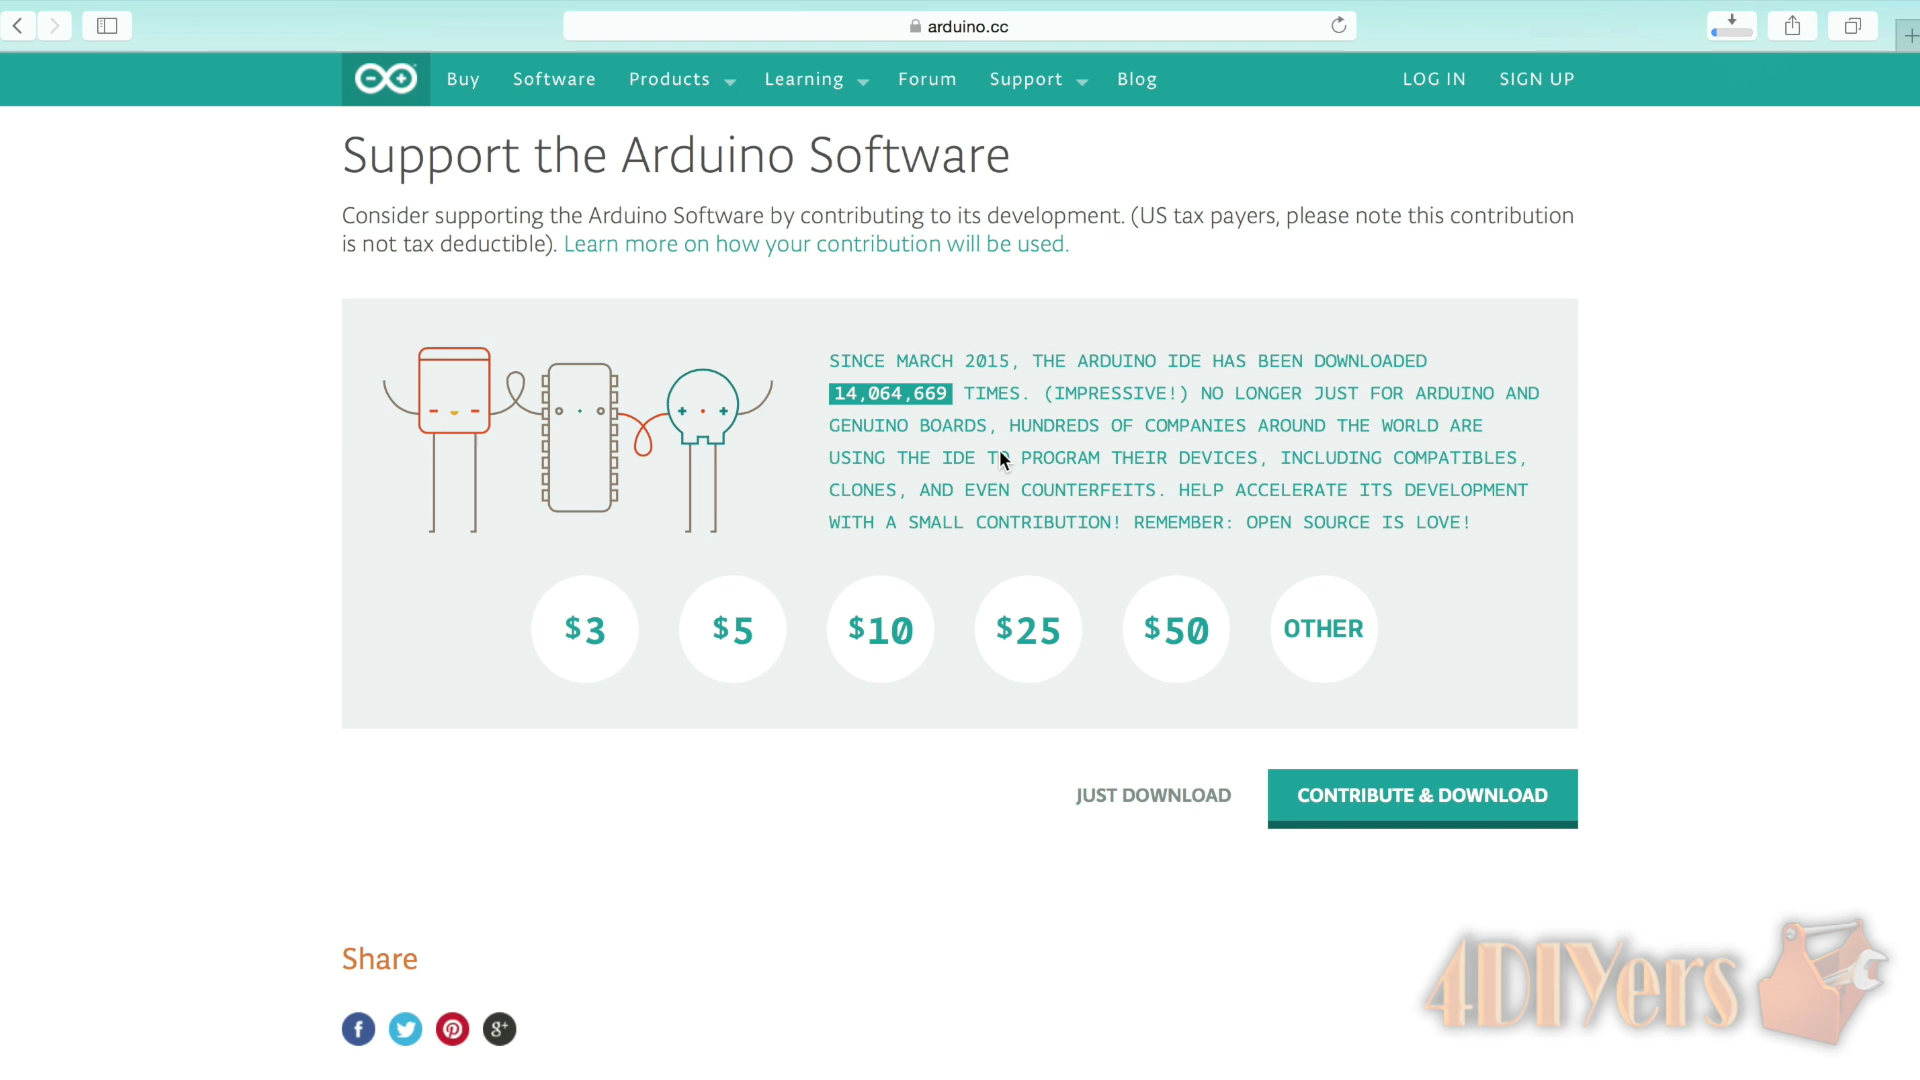 arduino.cc
Buy Software Products Learning Forum Support Blog LOG IN SIGN UP
Support the Arduino Software
Consider supporting the Arduino Software by contributing to its development. (US tax payers, please note this contribution
is not tax deductible). Learn more on how your contribution will be used.
SINCE MARCH 2015, THE ARDUINO IDE HAS BEEN DOWNLOADED
14,064,669 TIMES. (IMPRESSIVE!) NO LONGER JUST FOR ARDUINO AND
GENUINO BOARDS, HUNDREDS OF COMPANIES AROUND THE WORLD ARE
USING THE IDE TO PROGRAM THEIR DEVICES, INCLUDING COMPATIBLES,
CLONES, AND EVEN COUNTERFEITS. HELP ACCELERATE ITS DEVELOPMENT
WITH A SMALL CONTRIBUTION! REMEMBER: OPEN SOURCE IS LOVE!
$3 $5 $10 $25 $50 OTHER
JUST DOWNLOAD CONTRIBUTE & DOWNLOAD
Share
4DIYers